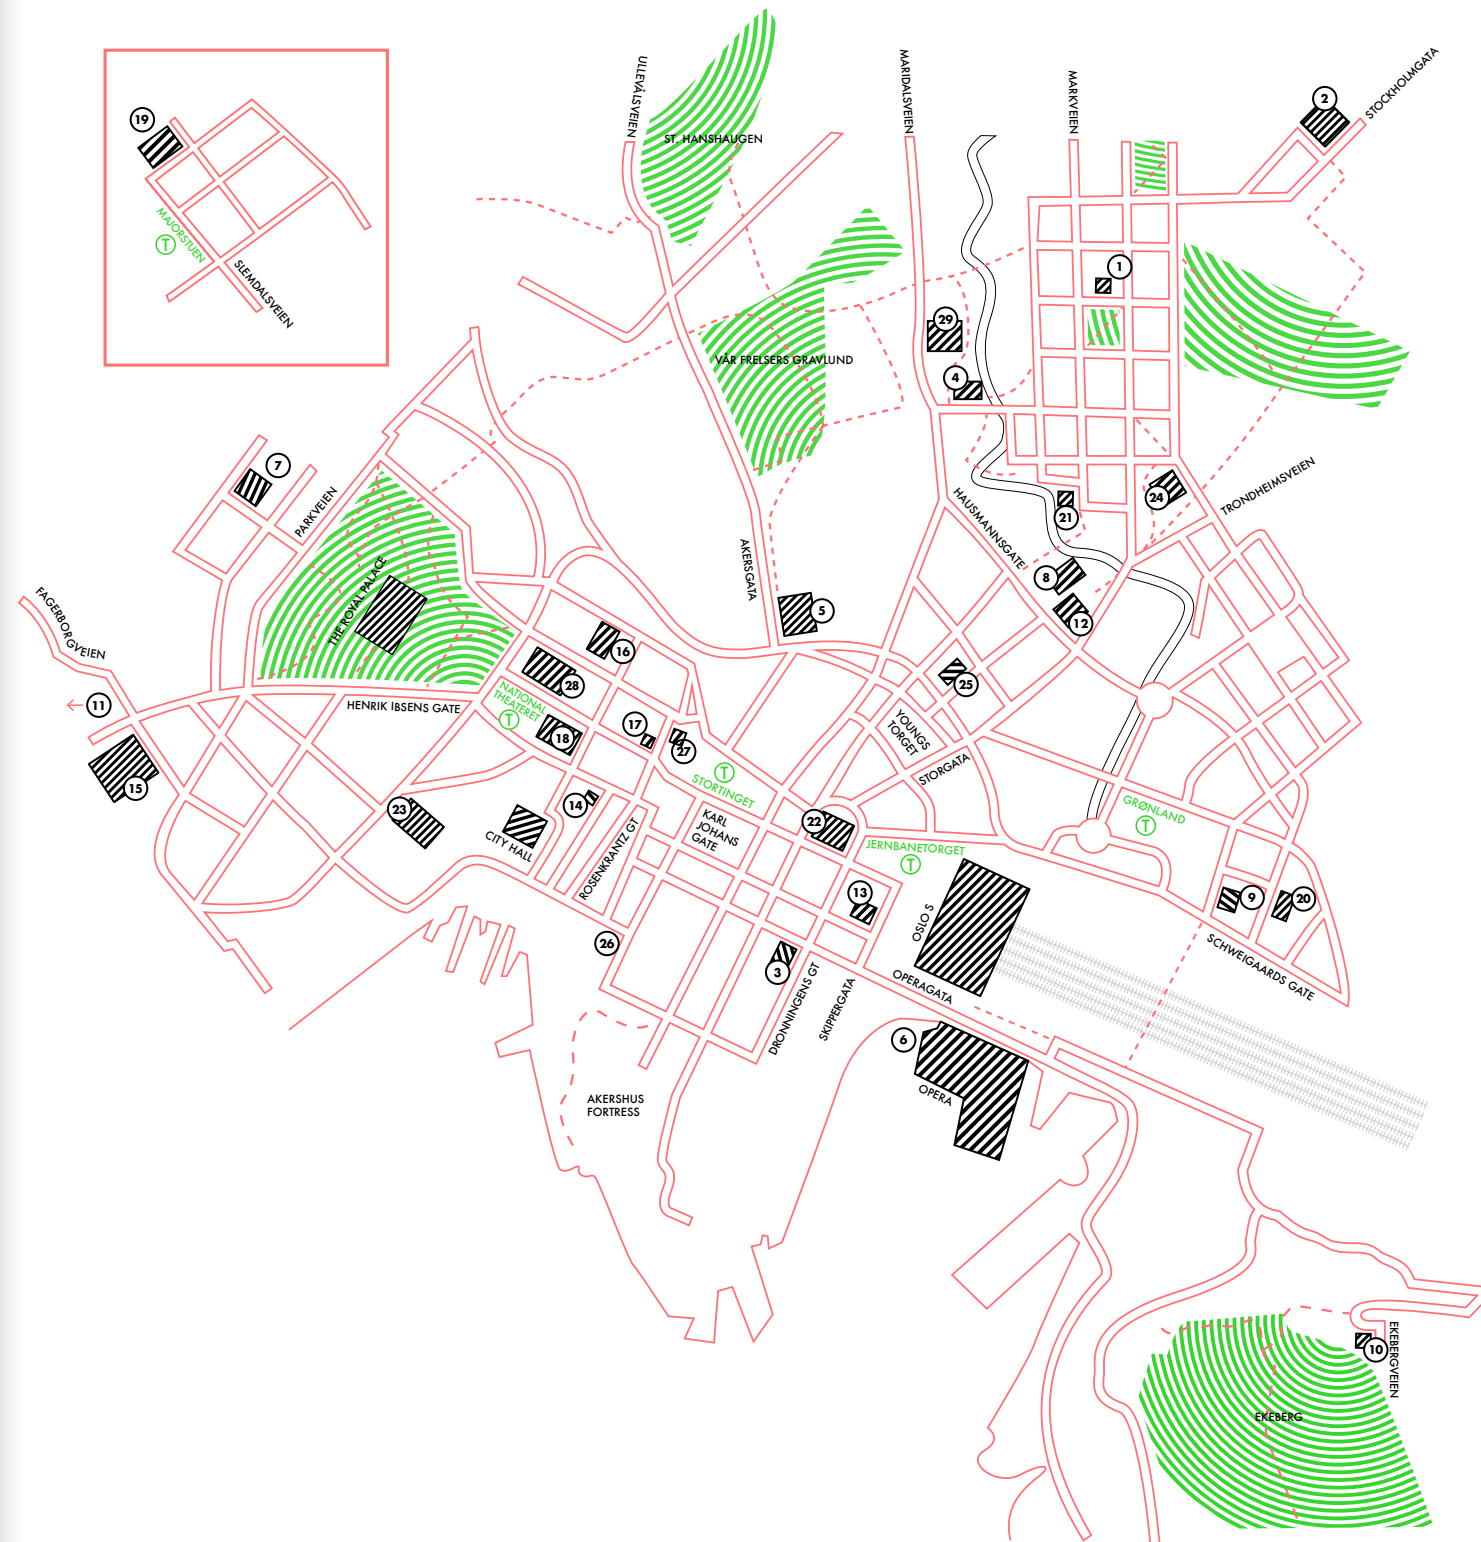 ULLEVÅLSVEIEN
MARIDALSVEIEN
MARKVEIEN
STOCKHOLMGATA
2
19
ST. HANSHAUGEN
MAJORSTUEN
T
SLEMDALSVEIEN
1
29
VÅR FRELSERS GRAVLUND
4
7
PARKVEIEN
24
TRONDHEIMSVEIEN
21
HAUSMANNSGATE
AKERSGATA
8
12
5
FAGERBORGVEIEN
THE ROYAL PALACE
16
28
25
11
HENRIK IBSENS GATE
NATIONAL
THEATERET
T
18
17
27
YOUNGS
TORGET
STORGATA
T
STORTINGET
15
23
14
CITY HALL
ROSENKRANTZ GT
KARL
JOHANS
GATE
22
JERNBANETORGET
T
GRØNLAND
T
13
9
20
OSLO S
26
3
DRONNINGENS GT
SKIPPERGATA
OPERAGATA
SCHWEIGAARDS GATE
6
OPERA
AKERSHUS
FORTRESS
10
EKEBERGVEIEN
EKEBERG